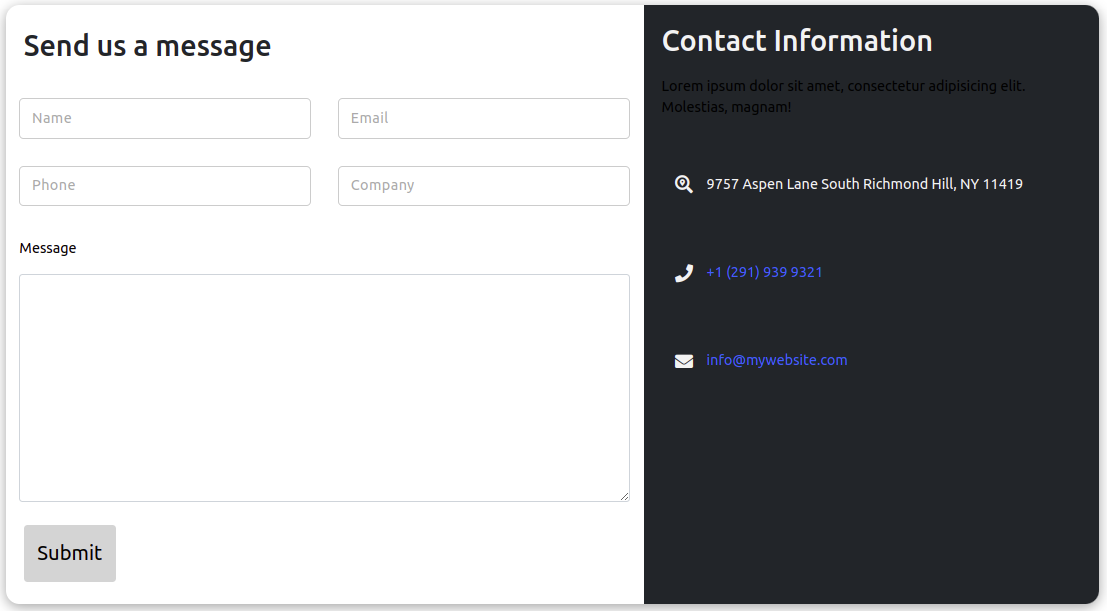 Send us a message
Name
Email
Phone
Company
Message
Submit
Contact Information
Lorem ipsum dolor sit amet, consectetur adipisicing elit.
Molestias, magnam!
9757 Aspen Lane South Richmond Hill, NY 11419
+1 (291) 939 9321
info@mywebsite.com